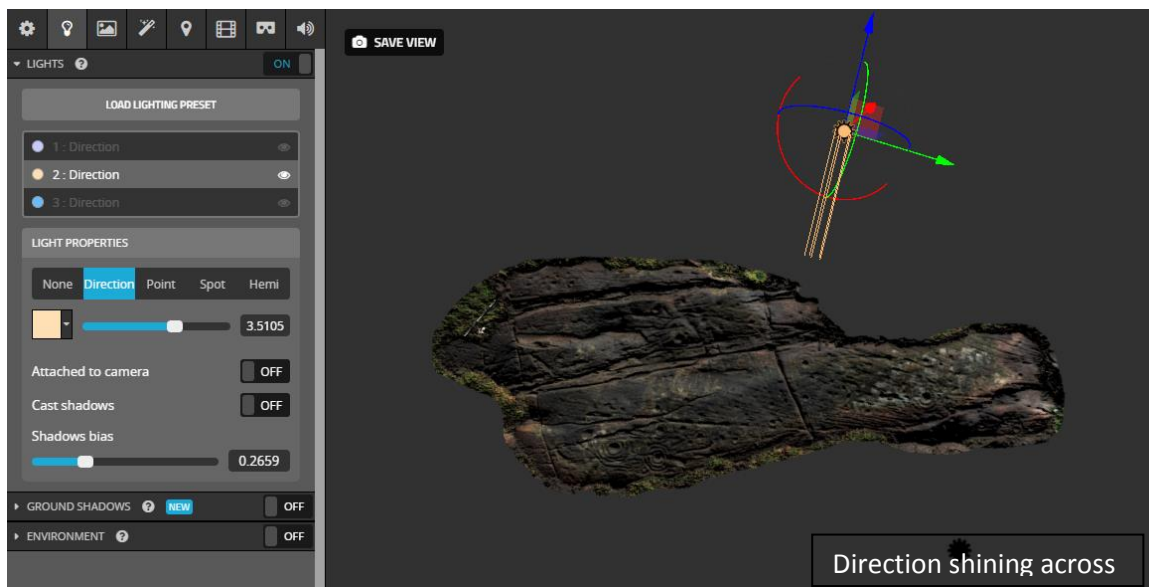 LIGHTS ? ON
LOAD LIGHTING PRESET
1 : Direction
2 : Direction
3 : Direction
LIGHT PROPERTIES
None Direction Point Spot Hemi
3.5105
Attached to camera OFF
Cast shadows OFF
Shadows bias
0.2659
GROUND SHADOWS ? NEW OFF
ENVIRONMENT ? OFF
SAVE VIEW
Direction shining across